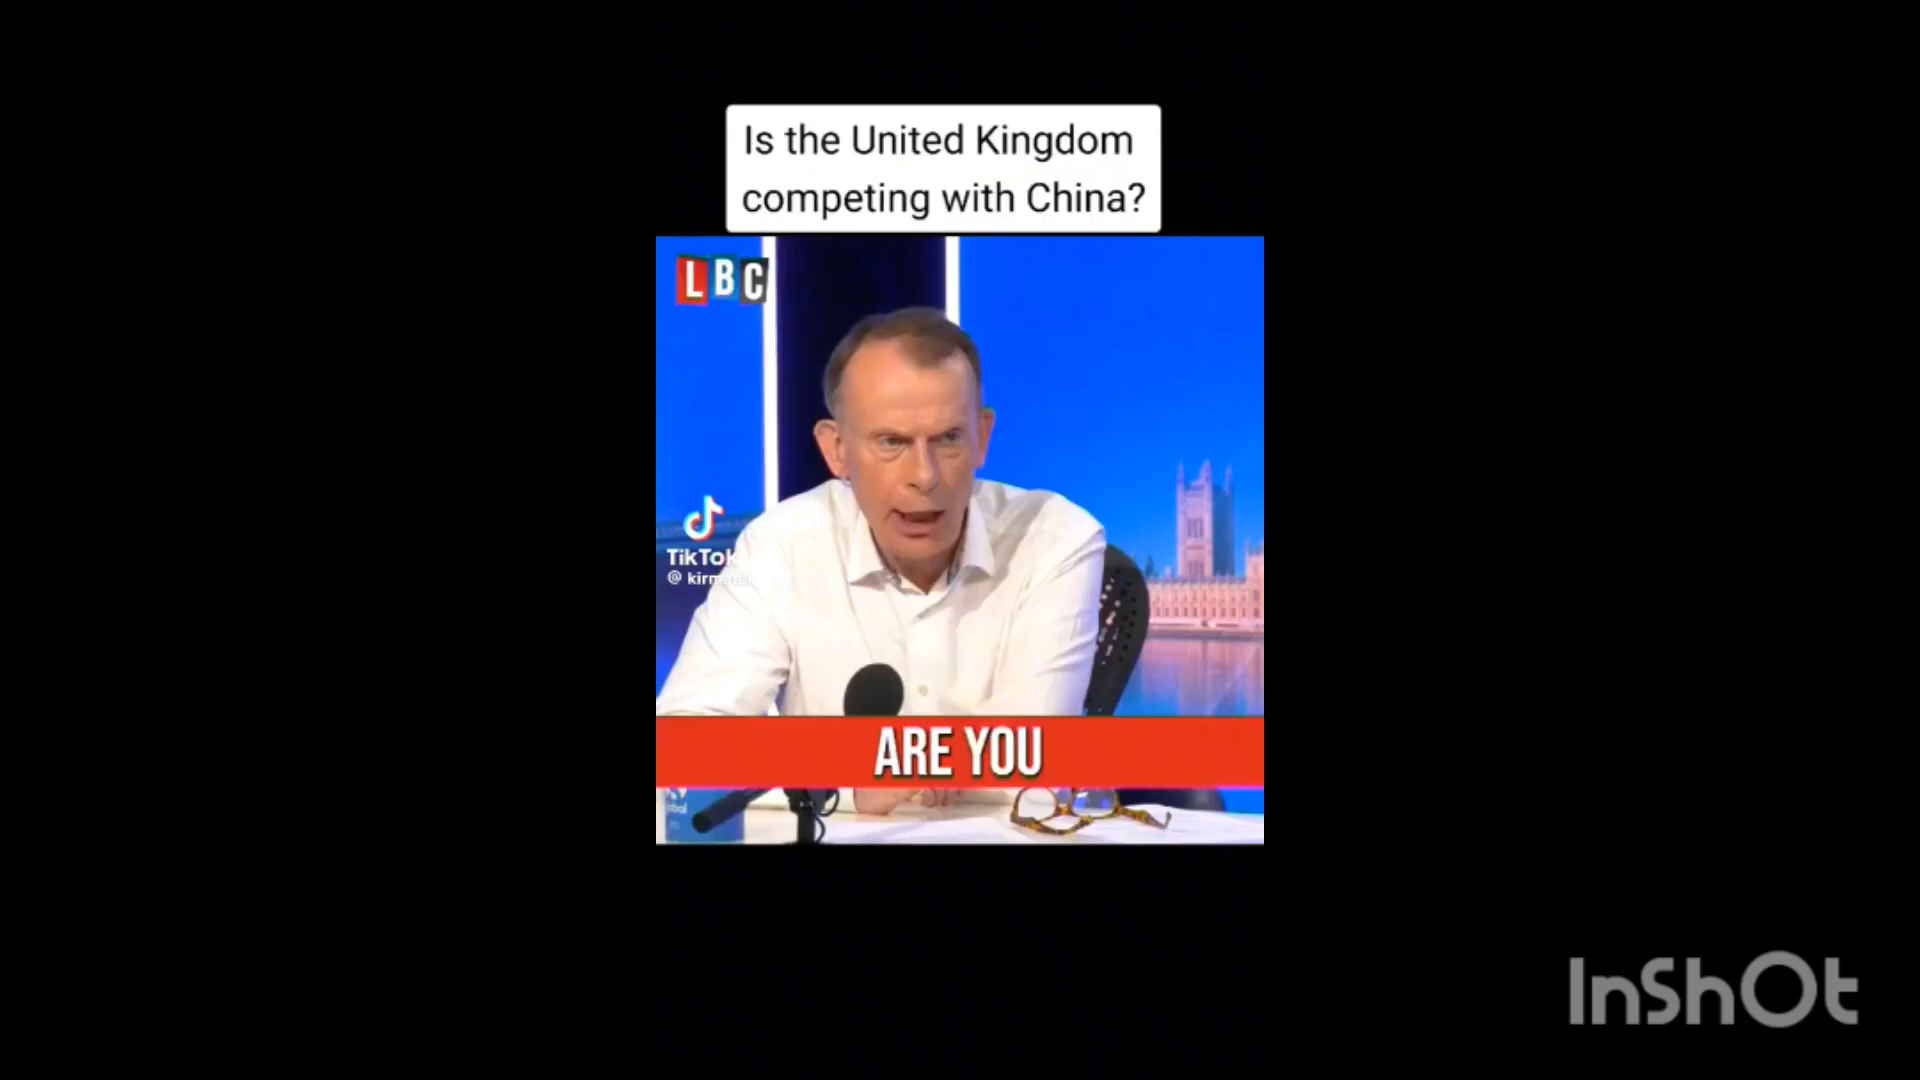 Is the United Kingdom
competing with China?
LBC
TikTok
ARE YOU
InShOt